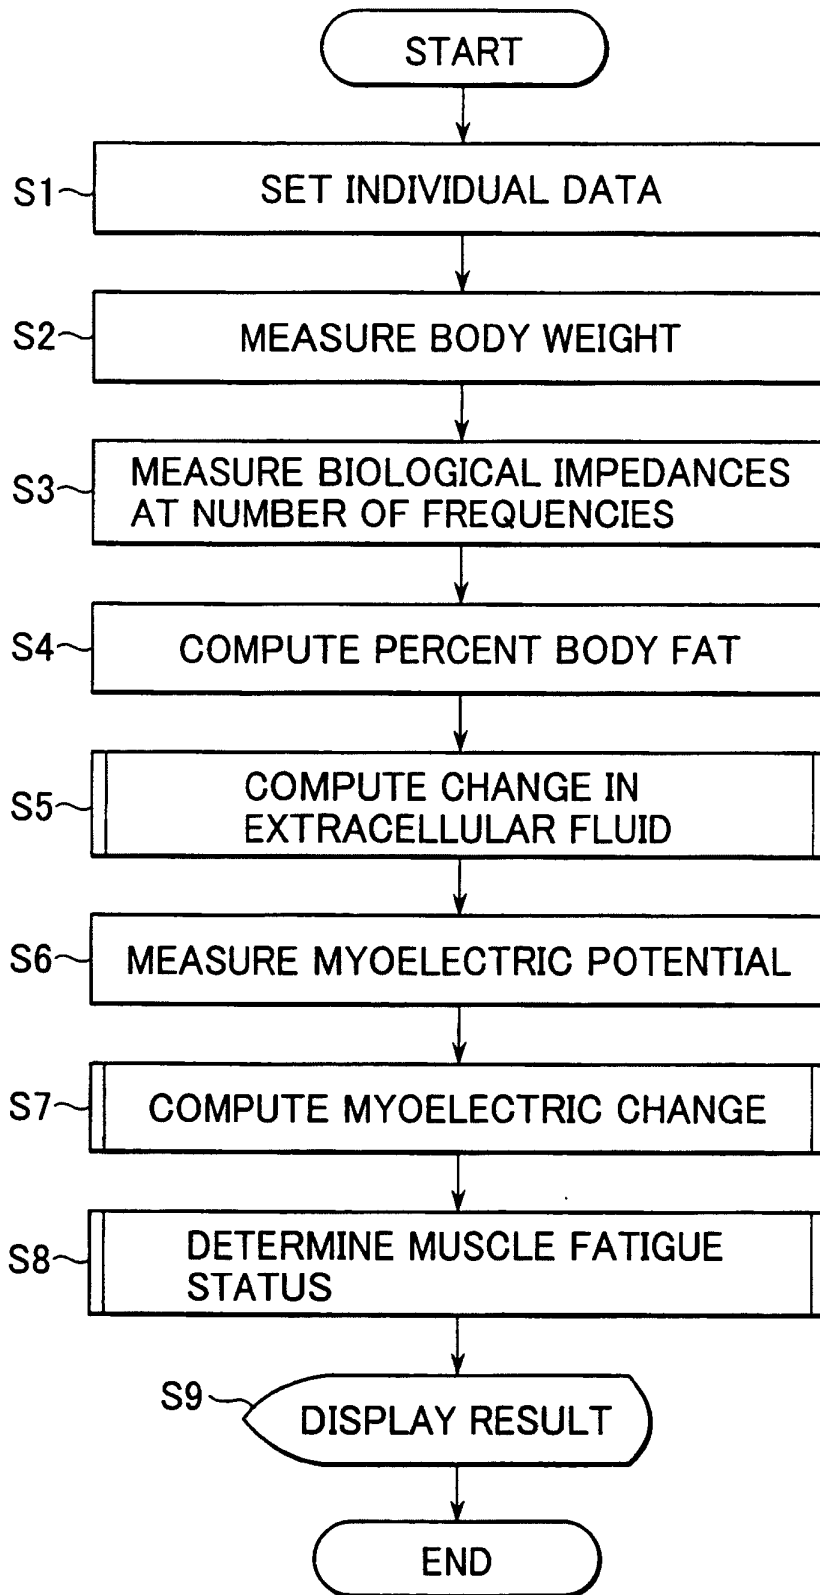 START
S1
SET INDIVIDUAL DATA
S2
MEASURE BODY WEIGHT
S3
MEASURE BIOLOGICAL IMPEDANCES
AT NUMBER OF FREQUENCIES
S4
COMPUTE PERCENT BODY FAT
S5
COMPUTE CHANGE IN
EXTRACELLULAR FLUID
S6
MEASURE MYOELECTRIC POTENTIAL
S7
COMPUTE MYOELECTRIC CHANGE
S8
DETERMINE MUSCLE FATIGUE
STATUS
S9
DISPLAY RESULT
END